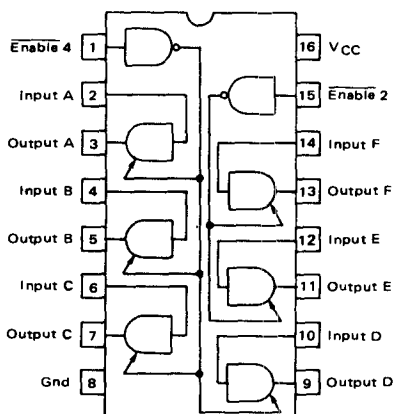 Enable 4 1
Input A 2
Output A 3
Input B 4
Output B 5
Input C 6
Output C 7
Gnd 8
16 VCC
15 Enable 2
14 Input F
13 Output F
12 Input E
11 Output E
10 Input D
9 Output D